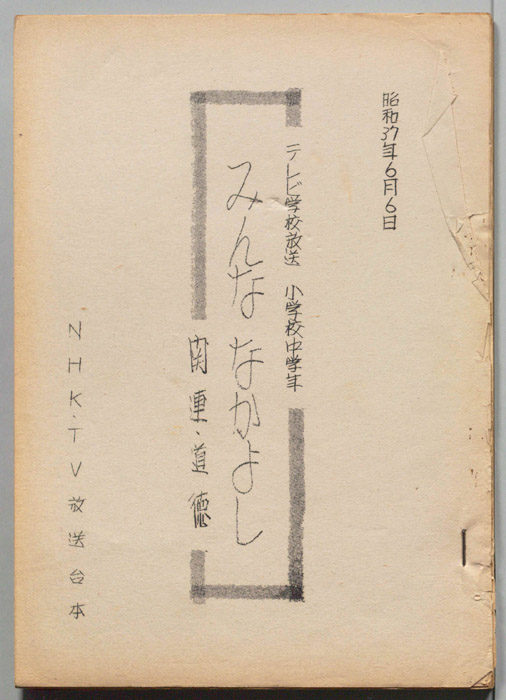 昭和37年6月6日
テレビ学校放送 小学校中学年
みんななかよし
関連・道徳
NHK・TV放送台本